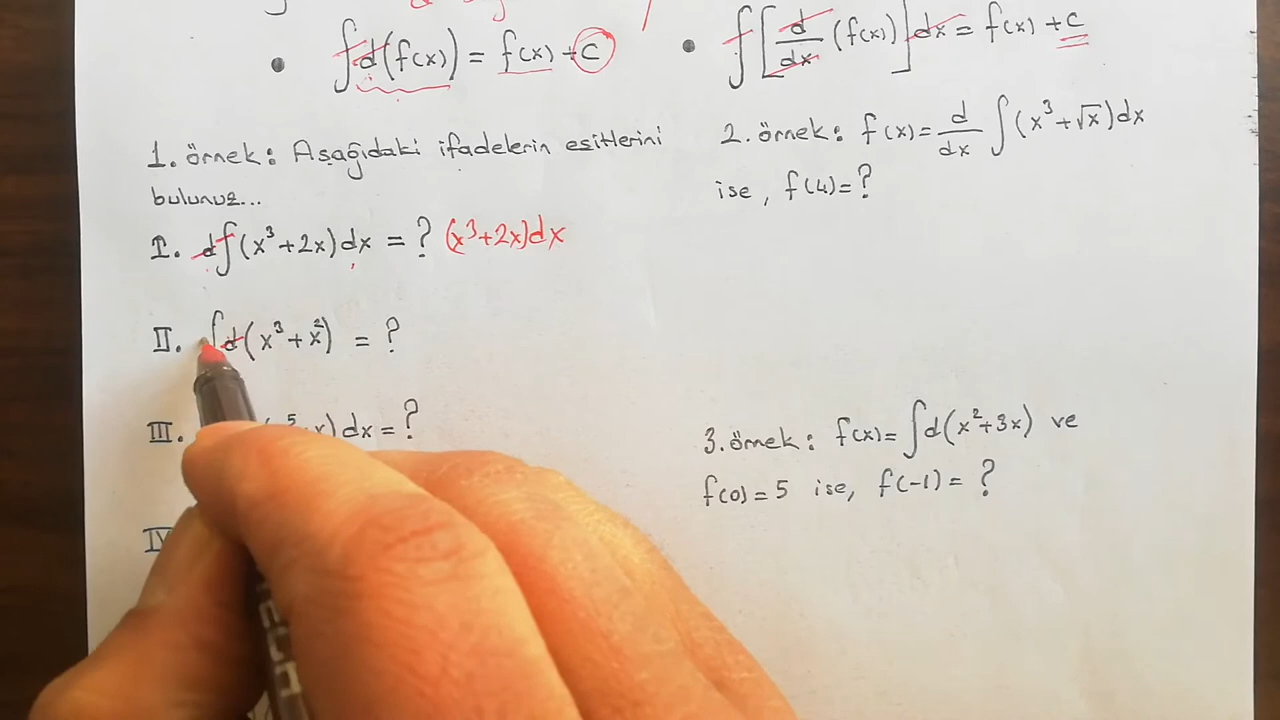 ∫d(f(x)) = f(x) + c
∫[d/dx (f(x))]dx = f(x) + c
1. örnek: Aşağıdaki ifadelerin eşitlerini
bulunuz...
I. d∫(x³+2x)dx = ? (x³+2x)dx
II. ∫d(x³+x²) = ?
III. x)dx = ?
IV
2. örnek: f(x) = d/dx ∫(x³+√x)dx
ise, f(4)=?
3. örnek: f(x)= ∫d(x²+3x) ve
f(0)=5 ise, f(-1)= ?